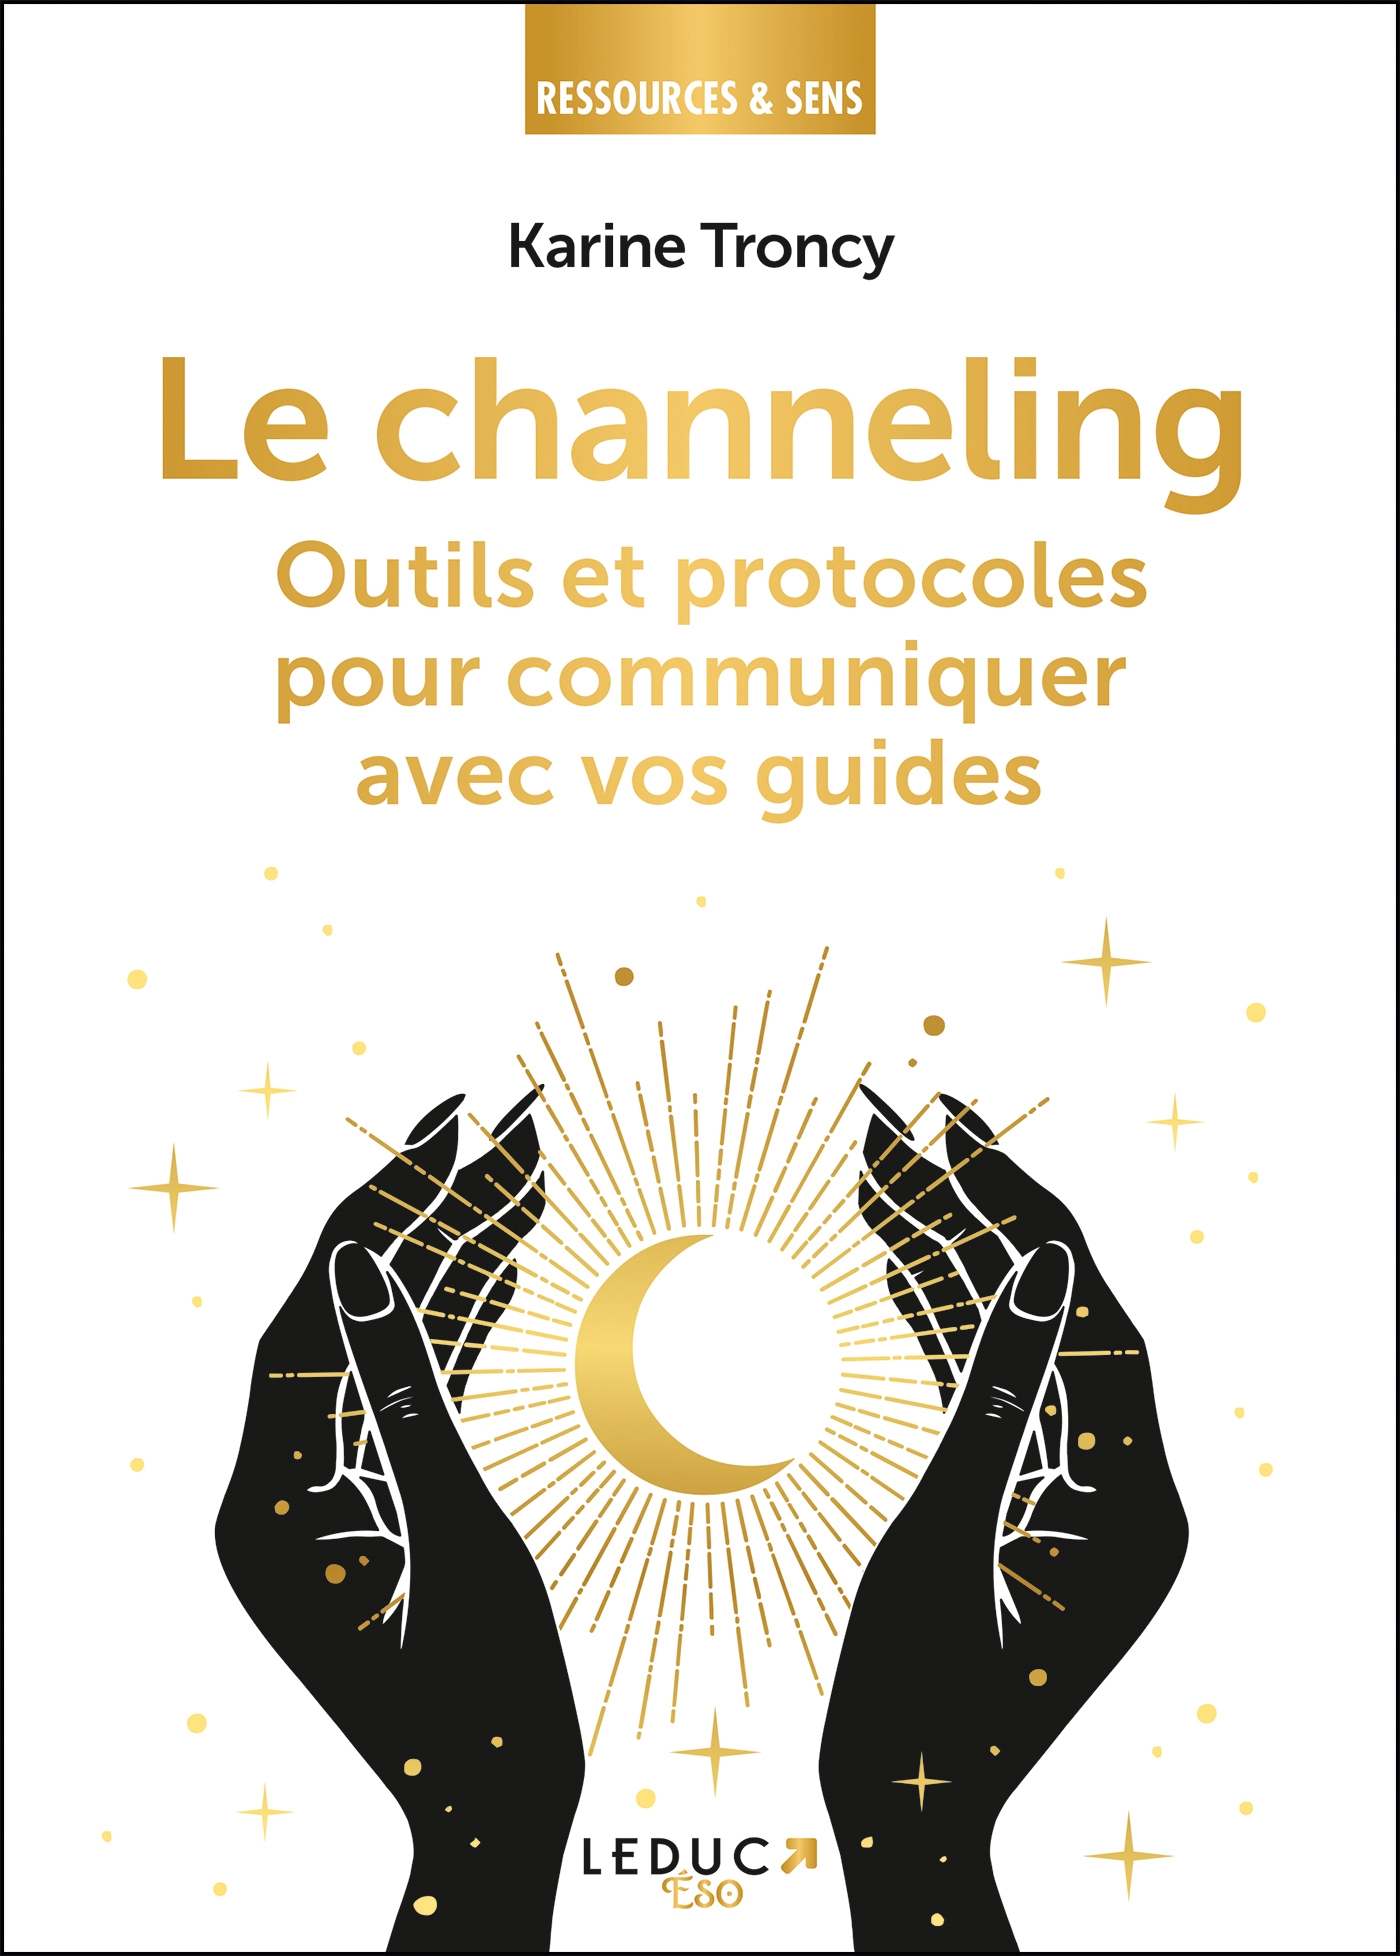 RESSOURCES & SENS
Karine Troncy
Le channeling
Outils et protocoles
pour communiquer
avec vos guides
LEDUC
Éso